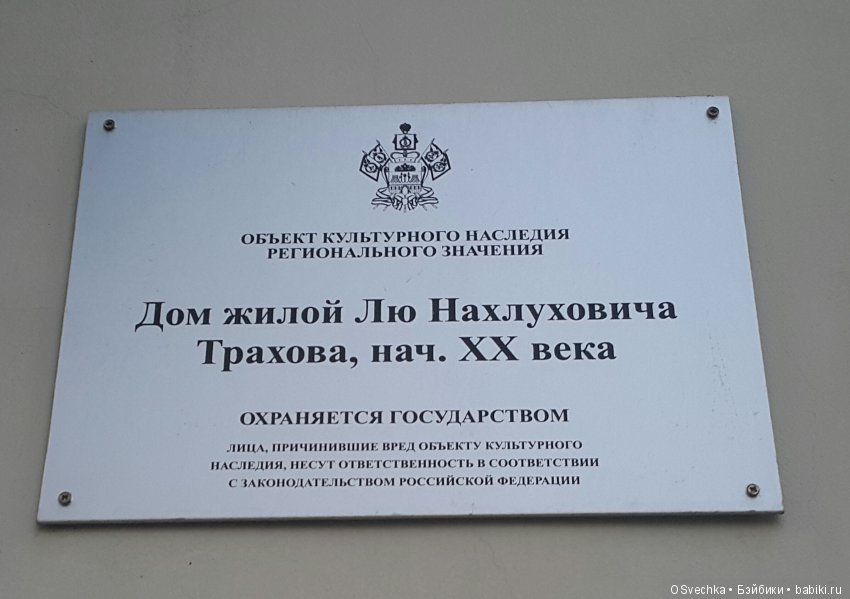 ОБЪЕКТ КУЛЬТУРНОГО НАСЛЕДИЯ
РЕГИОНАЛЬНОГО ЗНАЧЕНИЯ
Дом жилой Лю Нахлуховича
Трахова, нач. XX века
ОХРАНЯЕТСЯ ГОСУДАРСТВОМ
ЛИЦА, ПРИЧИНИВШИЕ ВРЕД ОБЪЕКТУ КУЛЬТУРНОГО
НАСЛЕДИЯ, НЕСУТ ОТВЕТСТВЕННОСТЬ В СООТВЕТСТВИИ
С ЗАКОНОДАТЕЛЬСТВОМ РОССИЙСКОЙ ФЕДЕРАЦИИ
OSvechka • Бэйбики • babiki.ru